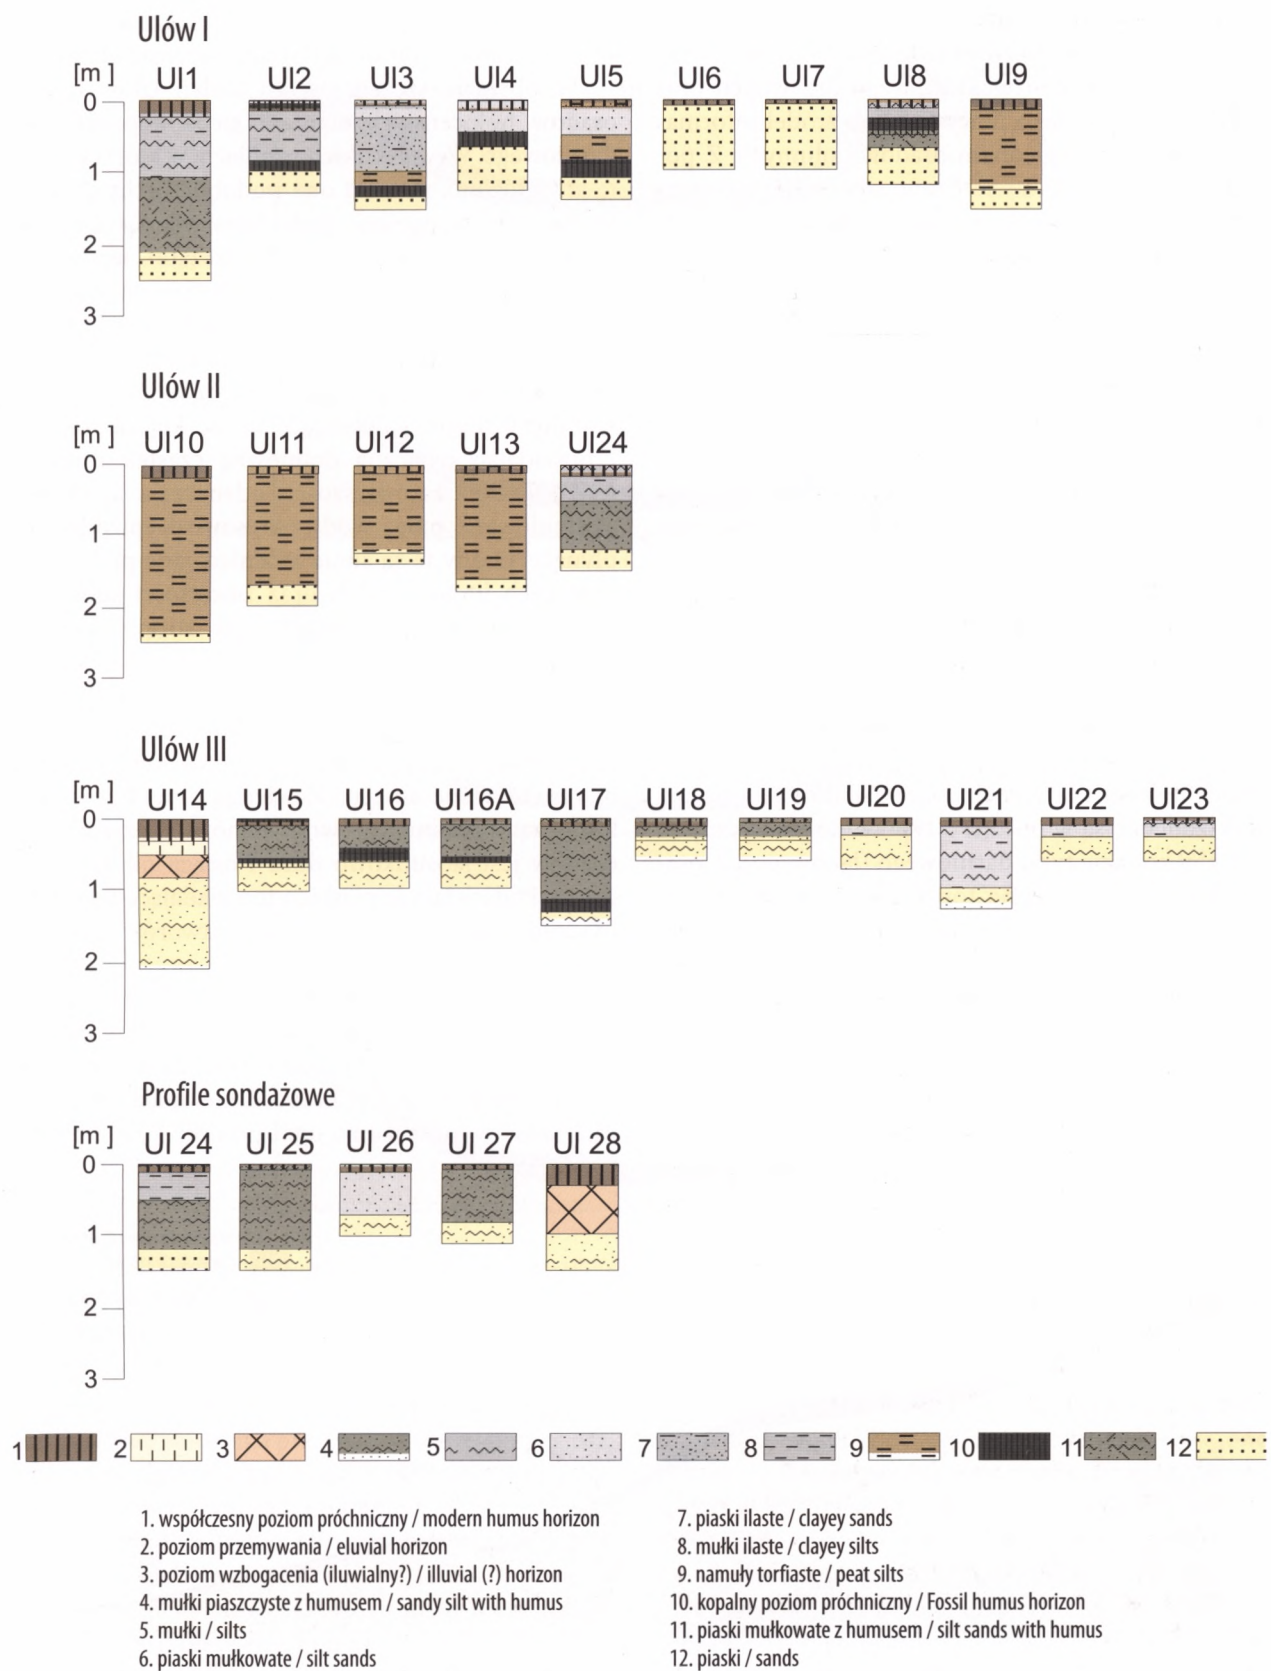 Ulów I
[m ] Ul1 Ul2 Ul3 Ul4 Ul5 Ul6 Ul7 Ul8 Ul9
0
1
2
3
Ulów II
[m ] Ul10 Ul11 Ul12 Ul13 Ul24
0
1
2
3
Ulów III
[m ] Ul14 Ul15 Ul16 Ul16A Ul17 Ul18 Ul19 Ul20 Ul21 Ul22 Ul23
0
1
2
3
Profile sondażowe
[m ] Ul 24 Ul 25 Ul 26 Ul 27 Ul 28
0
1
2
3
1 2 3 4 5 6 7 8 9 10 11 12
1. współczesny poziom próchniczny / modern humus horizon
2. poziom przemywania / eluvial horizon
3. poziom wzbogacenia (iluwialny?) / illuvial (?) horizon
4. mułki piaszczyste z humusem / sandy silt with humus
5. mułki / silts
6. piaski mułkowate / silt sands
7. piaski ilaste / clayey sands
8. mułki ilaste / clayey silts
9. namuły torfiaste / peat silts
10. kopalny poziom próchniczny / Fossil humus horizon
11. piaski mułkowate z humusem / silt sands with humus
12. piaski / sands